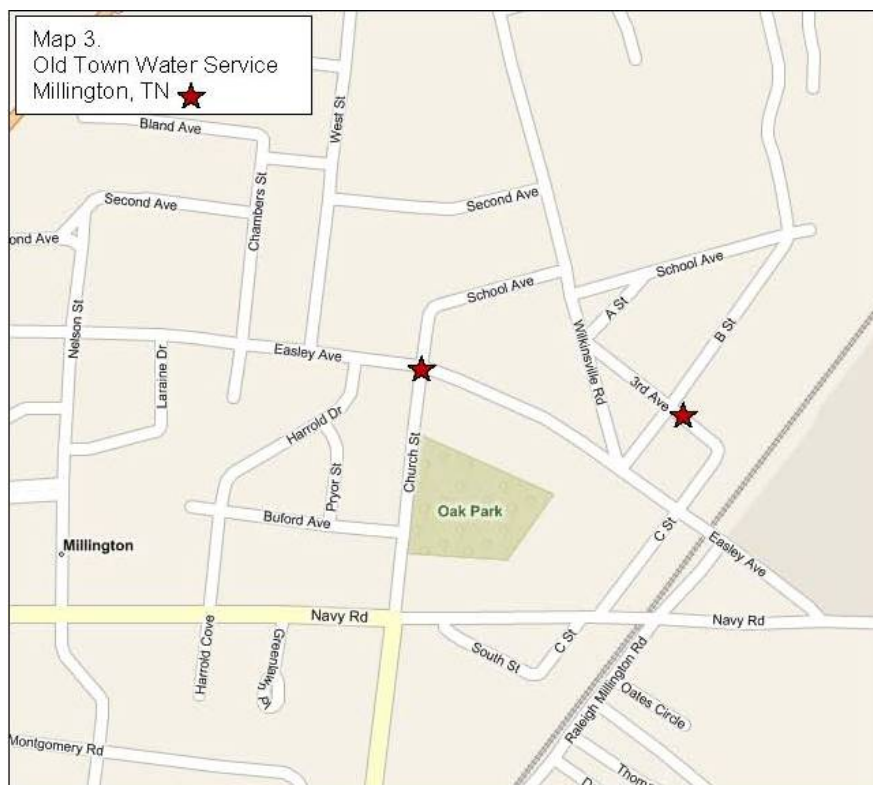 Map 3.
Old Town Water Service
Millington, TN
Bland Ave
West St
Second Ave
Chambers St
Second Ave
ond Ave
School Ave
School Ave
A St
B St
Nelson St
Laraine Dr
Easley Ave
Wilkinsville Rd
3rd Ave
Harrold Dr
Church St
Pryor St
Oak Park
Buford Ave
C St
Easley Ave
Millington
Navy Rd
Navy Rd
Harrold Cove
Greenlawn Pl
South St
C St
Raleigh Millington Rd
Oates Circle
Montgomery Rd
Thorn